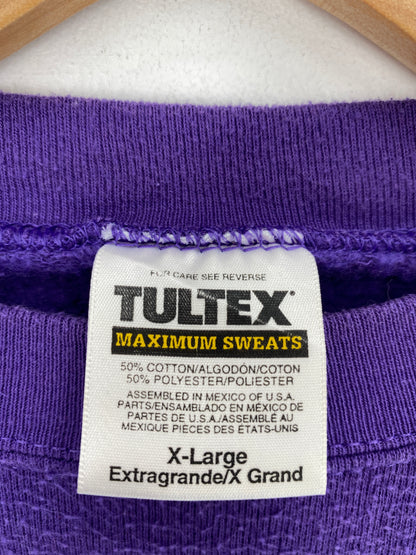 FOR CARE SEE REVERSE
TULTEX®
MAXIMUM SWEATS
50% COTTON/ALGODÓN/COTON
50% POLYESTER/POLIESTER
ASSEMBLED IN MEXICO OF U.S.A.
PARTS/ENSAMBLADO EN MÉXICO DE
PARTES DE U.S.A./ASSEMBLÉ AU
MEXIQUE PIÈCES DES ÉTATS-UNIS
X-Large
Extragrande/X Grand